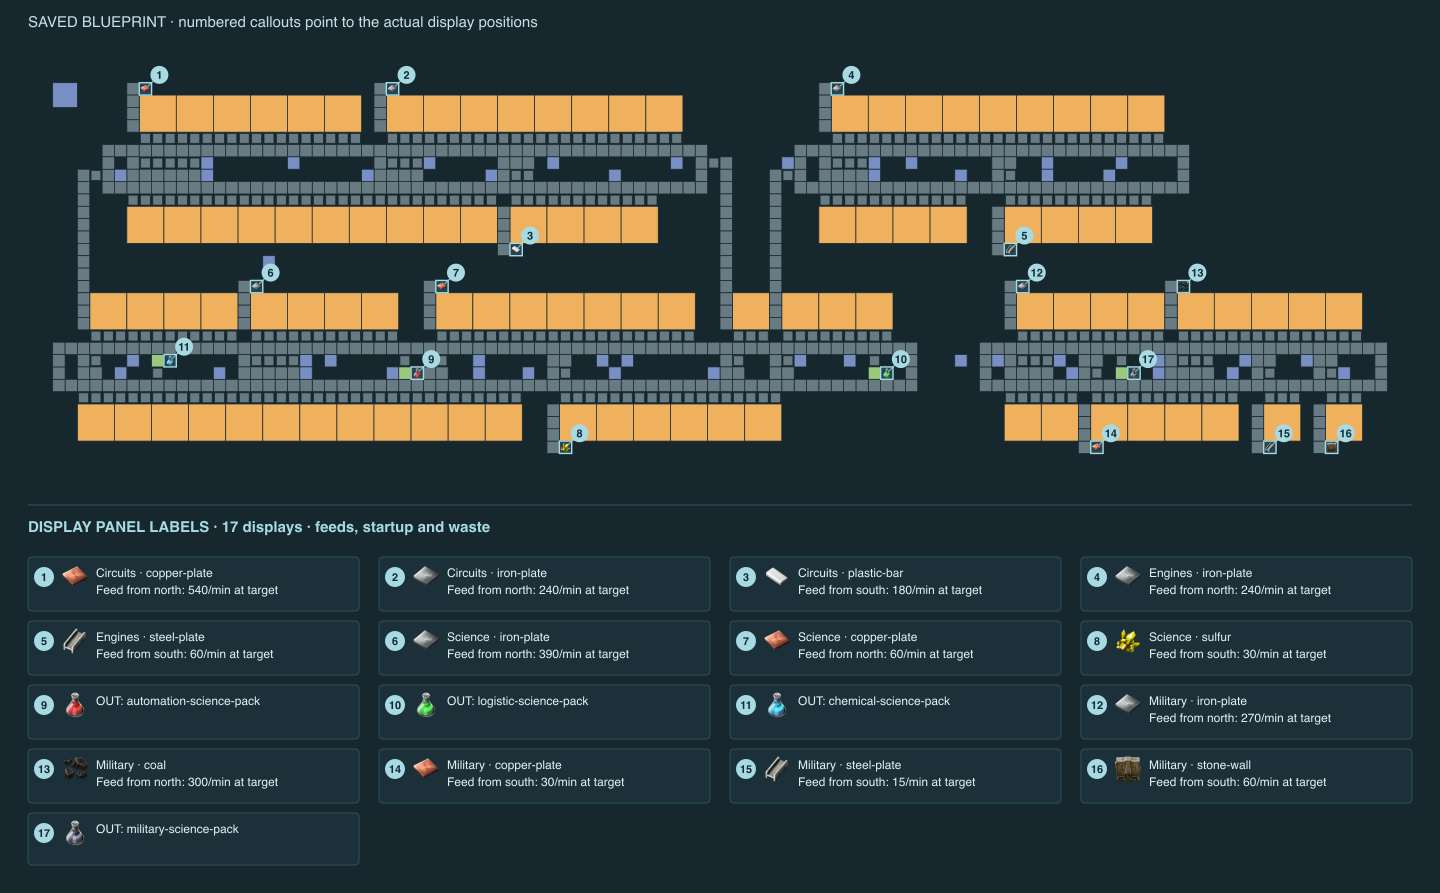 SAVED BLUEPRINT · numbered callouts point to the actual display positions
1
2
4
3
5
6
7
12
13
11
9
10
17
8
14
15
16
DISPLAY PANEL LABELS · 17 displays · feeds, startup and waste
1
Circuits · copper-plate
Feed from north: 540/min at target
2
Circuits · iron-plate
Feed from north: 240/min at target
3
Circuits · plastic-bar
Feed from south: 180/min at target
4
Engines · iron-plate
Feed from north: 240/min at target
5
Engines · steel-plate
Feed from south: 60/min at target
6
Science · iron-plate
Feed from north: 390/min at target
7
Science · copper-plate
Feed from north: 60/min at target
8
Science · sulfur
Feed from south: 30/min at target
9
OUT: automation-science-pack
10
OUT: logistic-science-pack
11
OUT: chemical-science-pack
12
Military · iron-plate
Feed from north: 270/min at target
13
Military · coal
Feed from north: 300/min at target
14
Military · copper-plate
Feed from south: 30/min at target
15
Military · steel-plate
Feed from south: 15/min at target
16
Military · stone-wall
Feed from south: 60/min at target
17
OUT: military-science-pack